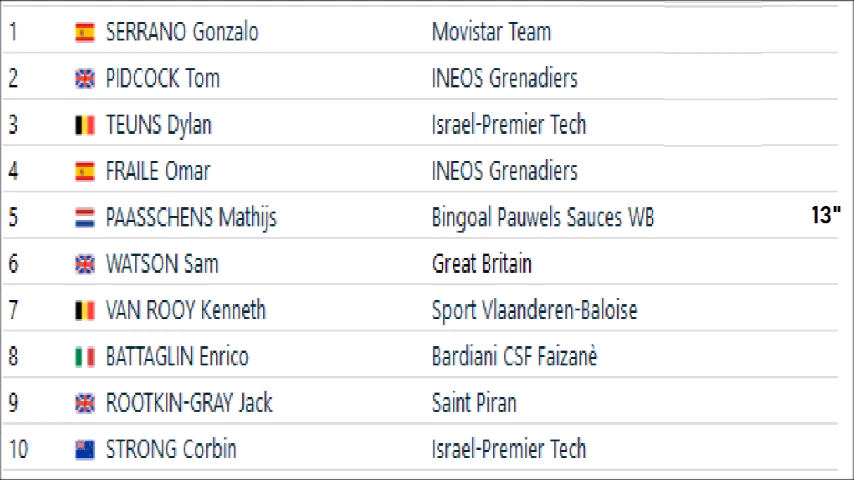 1 SERRANO Gonzalo Movistar Team
2 PIDCOCK Tom INEOS Grenadiers
3 TEUNS Dylan Israel-Premier Tech
4 FRAILE Omar INEOS Grenadiers
5 PAASSCHENS Mathijs Bingoal Pauwels Sauces WB 13"
6 WATSON Sam Great Britain
7 VAN ROOY Kenneth Sport Vlaanderen-Baloise
8 BATTAGLIN Enrico Bardiani CSF Faizanè
9 ROOTKIN-GRAY Jack Saint Piran
10 STRONG Corbin Israel-Premier Tech